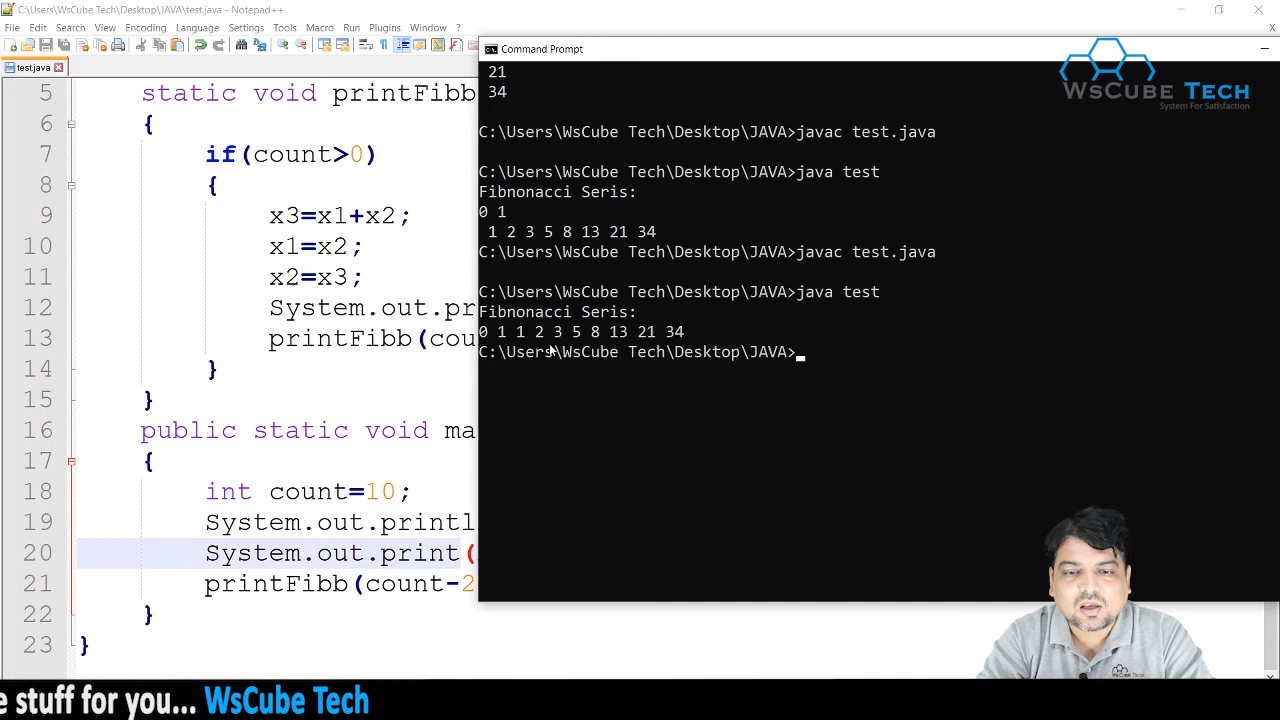 C:\Users\WsCube Tech\Desktop\JAVA\test.java - Notepad++
File Edit Search View Encoding Language Settings Tools Macro Run Plugins Window ?
test.java
5 static void printFibb
6 {
7 if(count>0)
8 {
9 x3=x1+x2;
10 x1=x2;
11 x2=x3;
12 System.out.pr
13 printFibb(cou
14 }
15 }
16 public static void ma
17 {
18 int count=10;
19 System.out.printl
20 System.out.print(
21 printFibb(count-2
22 }
23 }
Command Prompt
21
34
C:\Users\WsCube Tech\Desktop\JAVA>javac test.java
C:\Users\WsCube Tech\Desktop\JAVA>java test
Fibnonacci Seris:
0 1
1 2 3 5 8 13 21 34
C:\Users\WsCube Tech\Desktop\JAVA>javac test.java
C:\Users\WsCube Tech\Desktop\JAVA>java test
Fibnonacci Seris:
0 1 1 2 3 5 8 13 21 34
C:\Users\WsCube Tech\Desktop\JAVA>
WsCube Tech
System For Satisfaction
e stuff for you... WsCube Tech